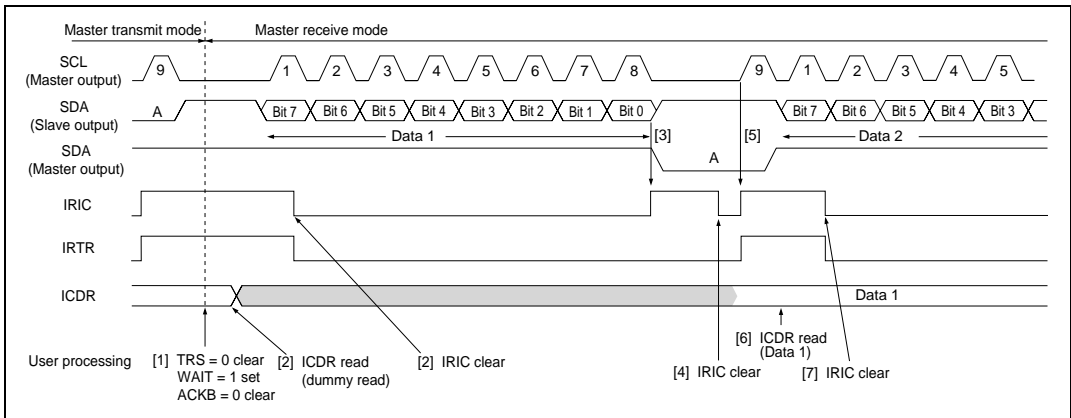 Master transmit mode Master receive mode
SCL
(Master output)
9 1 2 3 4 5 6 7 8 9 1 2 3 4 5
SDA
(Slave output)
A Bit 7 Bit 6 Bit 5 Bit 4 Bit 3 Bit 2 Bit 1 Bit 0 Bit 7 Bit 6 Bit 5 Bit 4 Bit 3
Data 1 [3] [5] Data 2
SDA
(Master output)
A
IRIC
IRTR
ICDR
Data 1
User processing
[1] TRS = 0 clear
WAIT = 1 set
ACKB = 0 clear
[2] ICDR read
(dummy read)
[2] IRIC clear
[4] IRIC clear
[6] ICDR read
(Data 1)
[7] IRIC clear